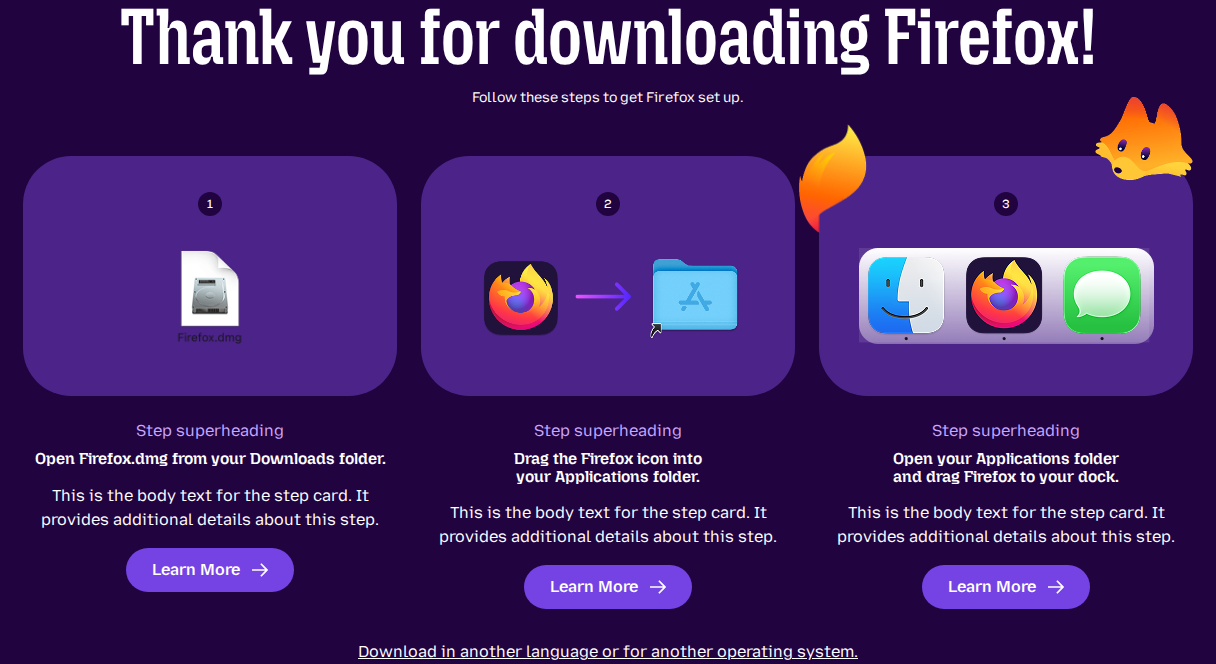 Thank you for downloading Firefox!
Follow these steps to get Firefox set up.
1
Firefox.dmg
Step superheading
Open Firefox.dmg from your Downloads folder.
This is the body text for the step card. It
provides additional details about this step.
Learn More
2
Step superheading
Drag the Firefox icon into
your Applications folder.
This is the body text for the step card. It
provides additional details about this step.
Learn More
3
Step superheading
Open your Applications folder
and drag Firefox to your dock.
This is the body text for the step card. It
provides additional details about this step.
Learn More
Download in another language or for another operating system.